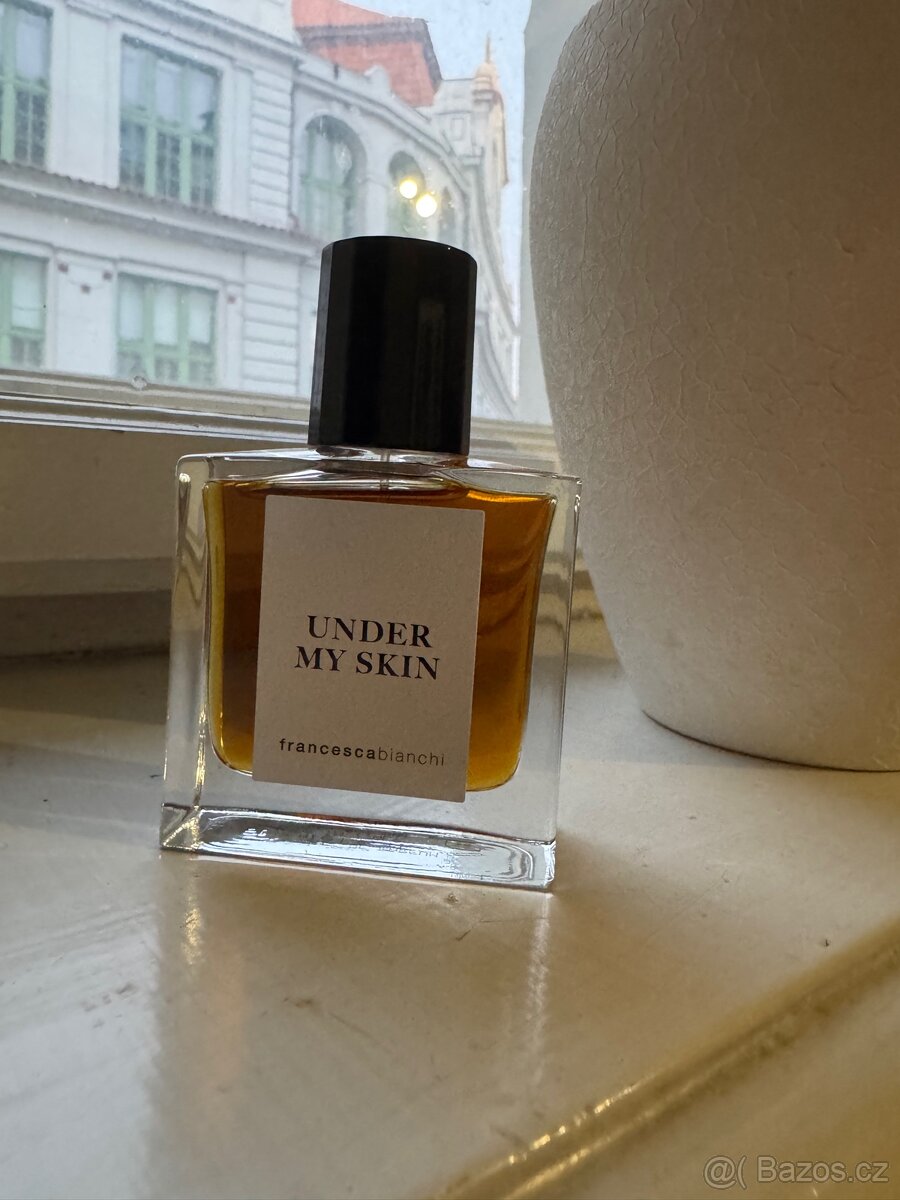 UNDER
MY SKIN
francescabianchi
@( Bazos.cz